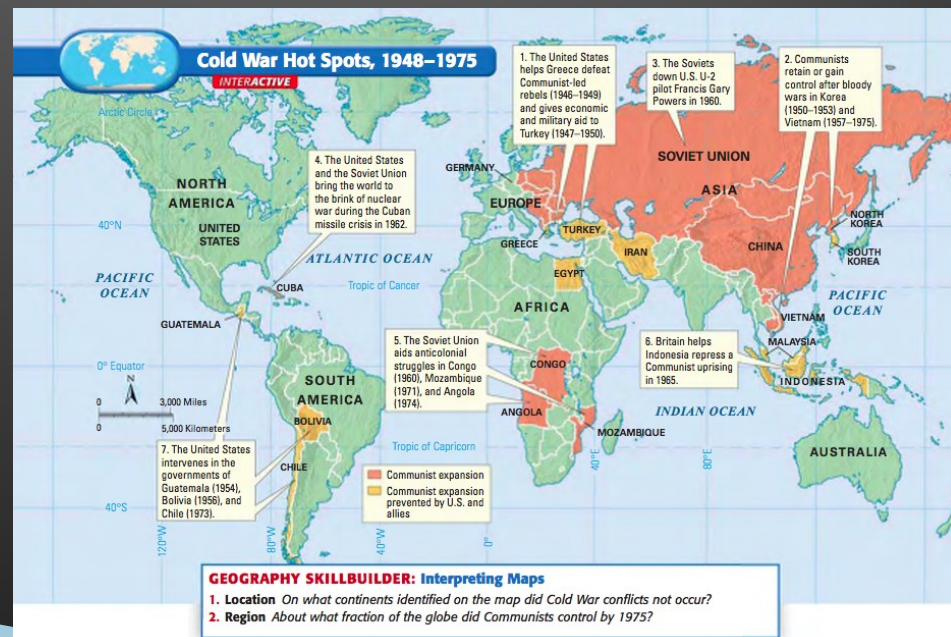 Cold War Hot Spots, 1948–1975
INTERACTIVE
1. The United States
helps Greece defeat
Communist-led
rebels (1946–1949)
and gives economic
and military aid to
Turkey (1947–1950).
3. The Soviets
down U.S. U-2
pilot Francis Gary
Powers in 1960.
2. Communists
retain or gain
control after bloody
wars in Korea
(1950–1953) and
Vietnam (1957–1975).
Arctic Circle
4. The United States
and the Soviet Union
bring the world to
the brink of nuclear
war during the Cuban
missile crisis in 1962.
NORTH
AMERICA
UNITED
STATES
40°N
GERMANY
EUROPE
SOVIET UNION
ASIA
GREECE
TURKEY
IRAN
CHINA
NORTH
KOREA
SOUTH
KOREA
ATLANTIC OCEAN
PACIFIC
OCEAN
CUBA
Tropic of Cancer
EGYPT
AFRICA
PACIFIC
OCEAN
GUATEMALA
VIETNAM
MALAYSIA
5. The Soviet Union
aids anticolonial
struggles in Congo
(1960), Mozambique
(1971), and Angola
(1974).
6. Britain helps
Indonesia repress a
Communist uprising
in 1965.
0° Equator
N
0 3,000 Miles
0 5,000 Kilometers
SOUTH
AMERICA
CONGO
INDONESIA
ANGOLA
INDIAN OCEAN
BOLIVIA
MOZAMBIQUE
7. The United States
intervenes in the
governments of
Guatemala (1954),
Bolivia (1956), and
Chile (1973).
CHILE
Tropic of Capricorn
AUSTRALIA
Communist expansion
Communist expansion
prevented by U.S. and
allies
40°S
120°W
80°W
40°W
0°
40°E
80°E
GEOGRAPHY SKILLBUILDER: Interpreting Maps
1. Location On what continents identified on the map did Cold War conflicts not occur?
2. Region About what fraction of the globe did Communists control by 1975?